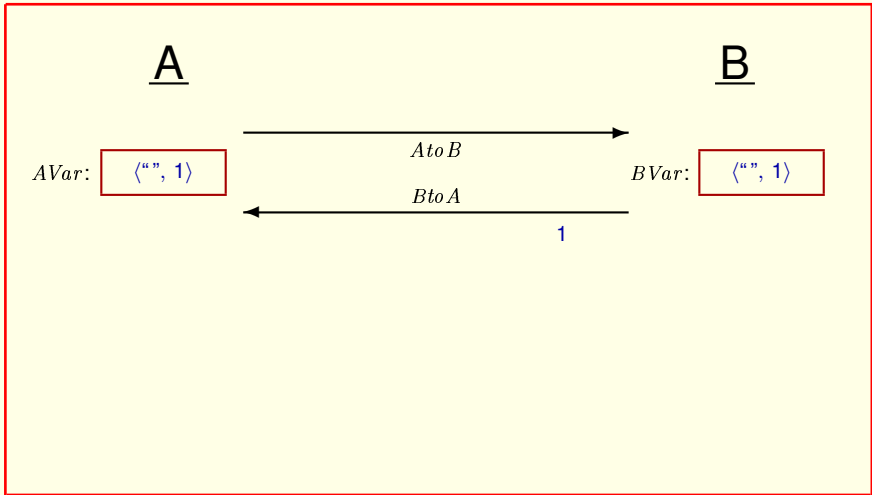 A B
AtoB
AVar: ⟨“ ”, 1⟩ BVar: ⟨“ ”, 1⟩
BtoA
1